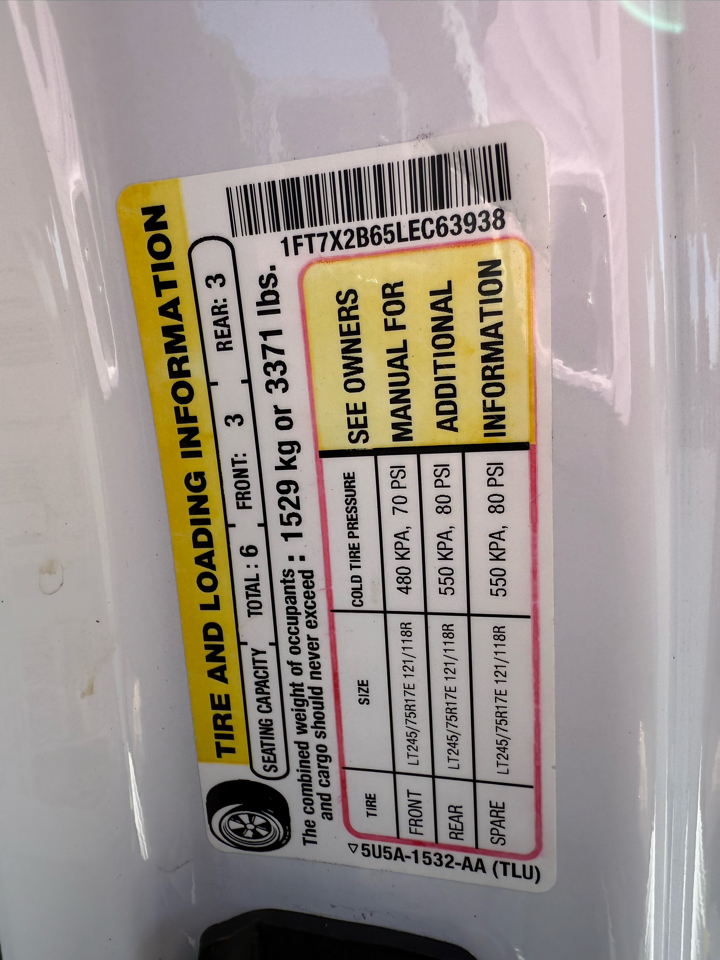 TIRE AND LOADING INFORMATION
SEATING CAPACITY TOTAL : 6 FRONT: 3 REAR: 3
The combined weight of occupants
and cargo should never exceed : 1529 kg or 3371 lbs.
1FT7X2B65LEC63938
TIRE SIZE COLD TIRE PRESSURE
FRONT LT245/75R17E 121/118R 480 KPA, 70 PSI
REAR LT245/75R17E 121/118R 550 KPA, 80 PSI
SPARE LT245/75R17E 121/118R 550 KPA, 80 PSI
SEE OWNERS
MANUAL FOR
ADDITIONAL
INFORMATION
5U5A-1532-AA (TLU)